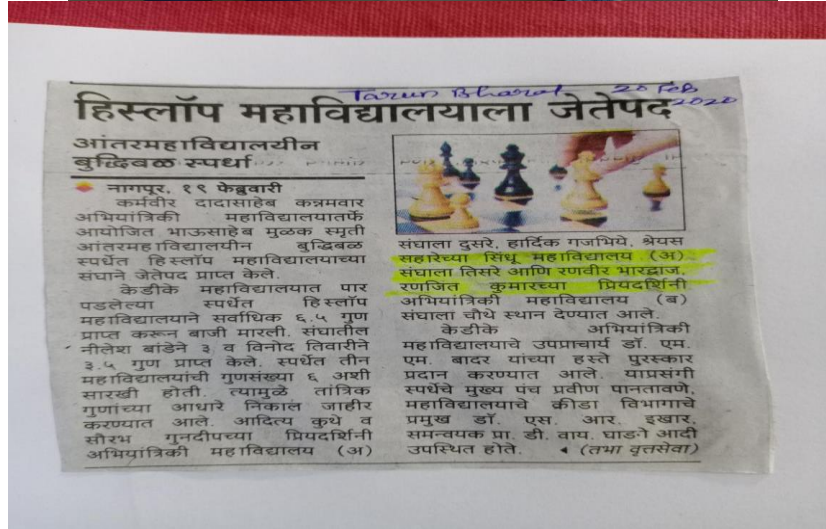 Tarun Bharat 20 Feb
2020
हिस्लॉप महाविद्यालयाला जेतेपद
आंतरमहाविद्यालयीन
बुद्धिबळ स्पर्धा
नागपूर, १९ फेब्रुवारी
कर्मवीर दादासाहेब कन्नमवार
अभियांत्रिकी महाविद्यालयातर्फे
आयोजित भाऊसाहेब मुळक स्मृती
आंतरमहाविद्यालयीन बुद्धिबळ
स्पर्धेत हिस्लॉप महाविद्यालयाच्या
संघाने जेतेपद प्राप्त केले.
केडीके महाविद्यालयात पार
पडलेल्या स्पर्धेत हिस्लॉप
महाविद्यालयाने सर्वाधिक ६.५ गुण
प्राप्त करून बाजी मारली. संघातील
नीलेश बांडेने ३ व विनोद तिवारीने
३.५ गुण प्राप्त केले. स्पर्धेत तीन
महाविद्यालयांची गुणसंख्या ६ अशी
सारखी होती. त्यामुळे तांत्रिक
गुणांच्या आधारे निकाल जाहीर
करण्यात आले. आदित्य कुथे व
सौरभ गुनदीपच्या प्रियदर्शिनी
अभियांत्रिकी महाविद्यालय (अ)
संघाला दुसरे, हार्दिक गजभिये, श्रेयस
सहारेच्या सिंधू महाविद्यालय (अ)
संघाला तिसरे आणि रणवीर भारद्वाज,
रणजित कुमारच्या प्रियदर्शिनी
अभियांत्रिकी महाविद्यालय (ब)
संघाला चौथे स्थान देण्यात आले.
केडीके अभियांत्रिकी
महाविद्यालयाचे उपप्राचार्य डॉ. एम.
एम. बादर यांच्या हस्ते पुरस्कार
प्रदान करण्यात आले. याप्रसंगी
स्पर्धेचे मुख्य पंच प्रवीण पानतावणे,
महाविद्यालयाचे क्रीडा विभागाचे
प्रमुख डॉ. एस. आर. इखार,
समन्वयक प्रा. डी. वाय. घाडगे आदी
उपस्थित होते. (तभा वृत्तसेवा)